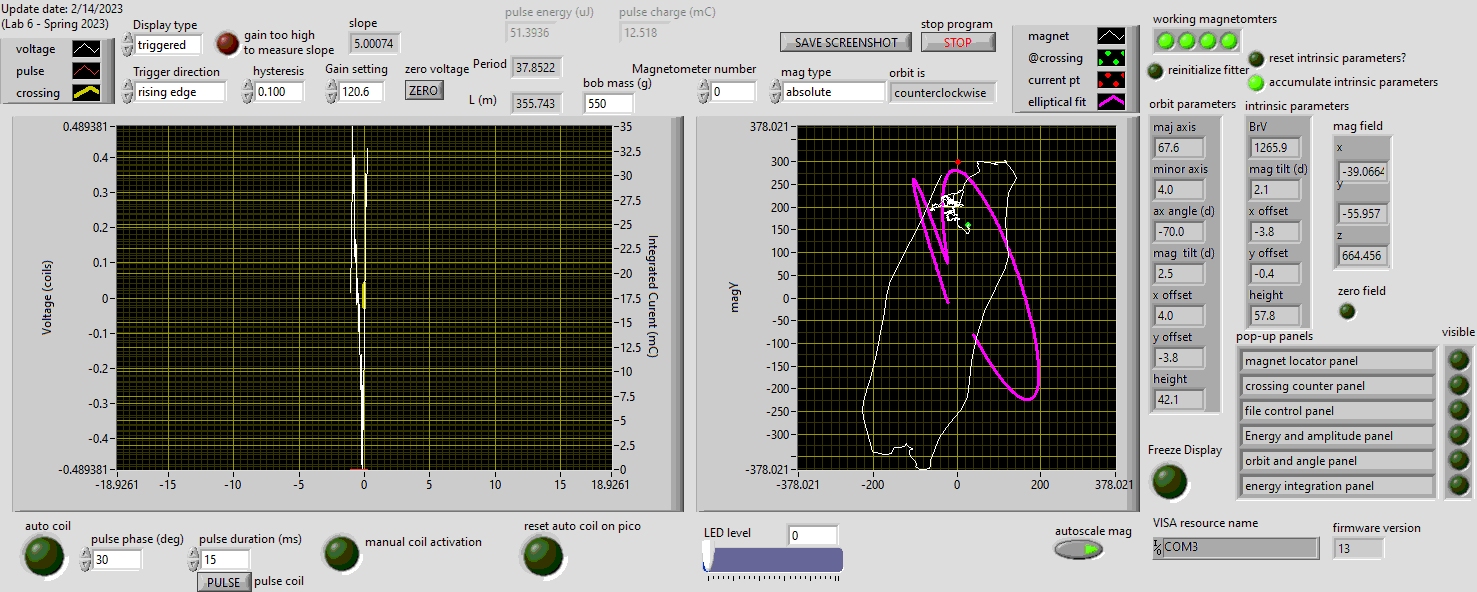 Update date: 2/14/2023
(Lab 6 - Spring 2023)
voltage
pulse
crossing
Display type
triggered
Trigger direction
rising edge
gain too high
to measure slope
hysteresis
0.100
slope
5.00074
Gain setting
120.6
zero voltage
ZERO
pulse energy (uJ)
51.3936
pulse charge (mC)
12.518
Period
37.8522
L (m)
355.743
bob mass (g)
550
Magnetometer number
0
SAVE SCREENSHOT
stop program
STOP
mag type
absolute
orbit is
counterclockwise
magnet
@crossing
current pt
elliptical fit
working magnetomters
reinitialize fitter
reset intrinsic parameters?
accumulate intrinsic parameters
orbit parameters
maj axis
67.6
minor axis
4.0
ax angle (d)
-70.0
mag tilt (d)
2.5
x offset
4.0
y offset
-3.8
height
42.1
intrinsic parameters
BrV
1265.9
mag tilt (d)
2.1
x offset
-3.8
y offset
-0.4
height
57.8
mag field
x
-39.0664
y
-55.957
z
664.456
zero field
pop-up panels
visible
magnet locator panel
crossing counter panel
file control panel
Energy and amplitude panel
orbit and angle panel
energy integration panel
Freeze Display
VISA resource name
COM3
firmware version
13
Voltage (coils)
0.489381
0.4
0.3
0.2
0.1
0
-0.1
-0.2
-0.3
-0.4
-0.489381
-18.9261
-15
-10
-5
0
5
10
15
18.9261
35
32.5
30
27.5
25
22.5
20
17.5
15
12.5
10
7.5
5
2.5
0
Integrated Current (mC)
magY
378.021
300
250
200
150
100
50
0
-50
-100
-150
-200
-250
-300
-378.021
-378.021
-200
0
200
378.021
auto coil
pulse phase (deg)
30
pulse duration (ms)
15
PULSE
pulse coil
manual coil activation
reset auto coil on pico
LED level
0
autoscale mag